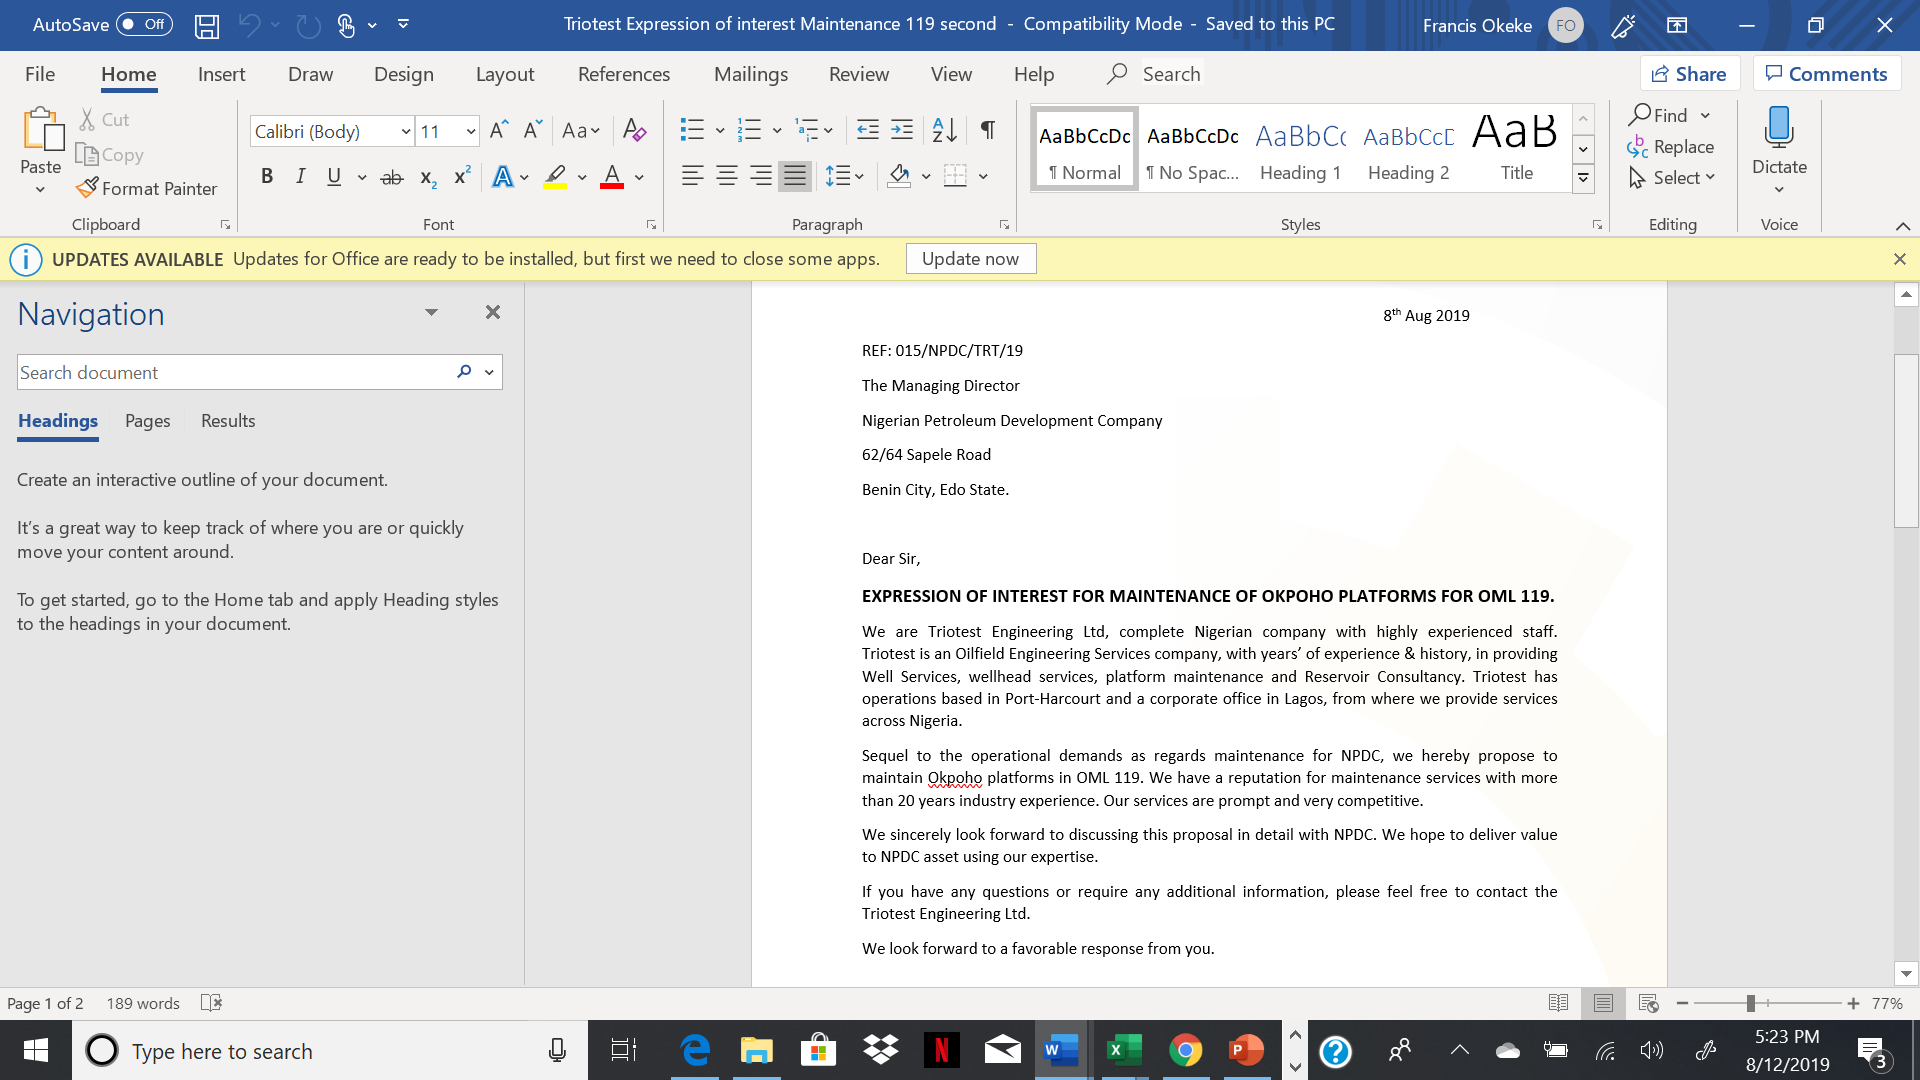 AutoSave Off
Triotest Expression of interest Maintenance 119 second - Compatibility Mode - Saved to this PC
Francis Okeke FO
File Home Insert Draw Design Layout References Mailings Review View Help Search
Share Comments
Paste
Cut
Copy
Format Painter
Clipboard
Calibri (Body) 11
Font
Paragraph
AaBbCcDc AaBbCcDc AaBbCc AaBbCcD AaB
¶ Normal ¶ No Spac... Heading 1 Heading 2 Title
Styles
Find
Replace
Select
Editing
Dictate
Voice
UPDATES AVAILABLE Updates for Office are ready to be installed, but first we need to close some apps. Update now
Navigation
Search document
Headings Pages Results
Create an interactive outline of your document.
It's a great way to keep track of where you are or quickly
move your content around.
To get started, go to the Home tab and apply Heading styles
to the headings in your document.
8th Aug 2019
REF: 015/NPDC/TRT/19
The Managing Director
Nigerian Petroleum Development Company
62/64 Sapele Road
Benin City, Edo State.
Dear Sir,
EXPRESSION OF INTEREST FOR MAINTENANCE OF OKPOHO PLATFORMS FOR OML 119.
We are Triotest Engineering Ltd, complete Nigerian company with highly experienced staff.
Triotest is an Oilfield Engineering Services company, with years’ of experience & history, in providing
Well Services, wellhead services, platform maintenance and Reservoir Consultancy. Triotest has
operations based in Port-Harcourt and a corporate office in Lagos, from where we provide services
across Nigeria.
Sequel to the operational demands as regards maintenance for NPDC, we hereby propose to
maintain Okpoho platforms in OML 119. We have a reputation for maintenance services with more
than 20 years industry experience. Our services are prompt and very competitive.
We sincerely look forward to discussing this proposal in detail with NPDC. We hope to deliver value
to NPDC asset using our expertise.
If you have any questions or require any additional information, please feel free to contact the
Triotest Engineering Ltd.
We look forward to a favorable response from you.
Page 1 of 2 189 words
77%
Type here to search
5:23 PM
8/12/2019
3